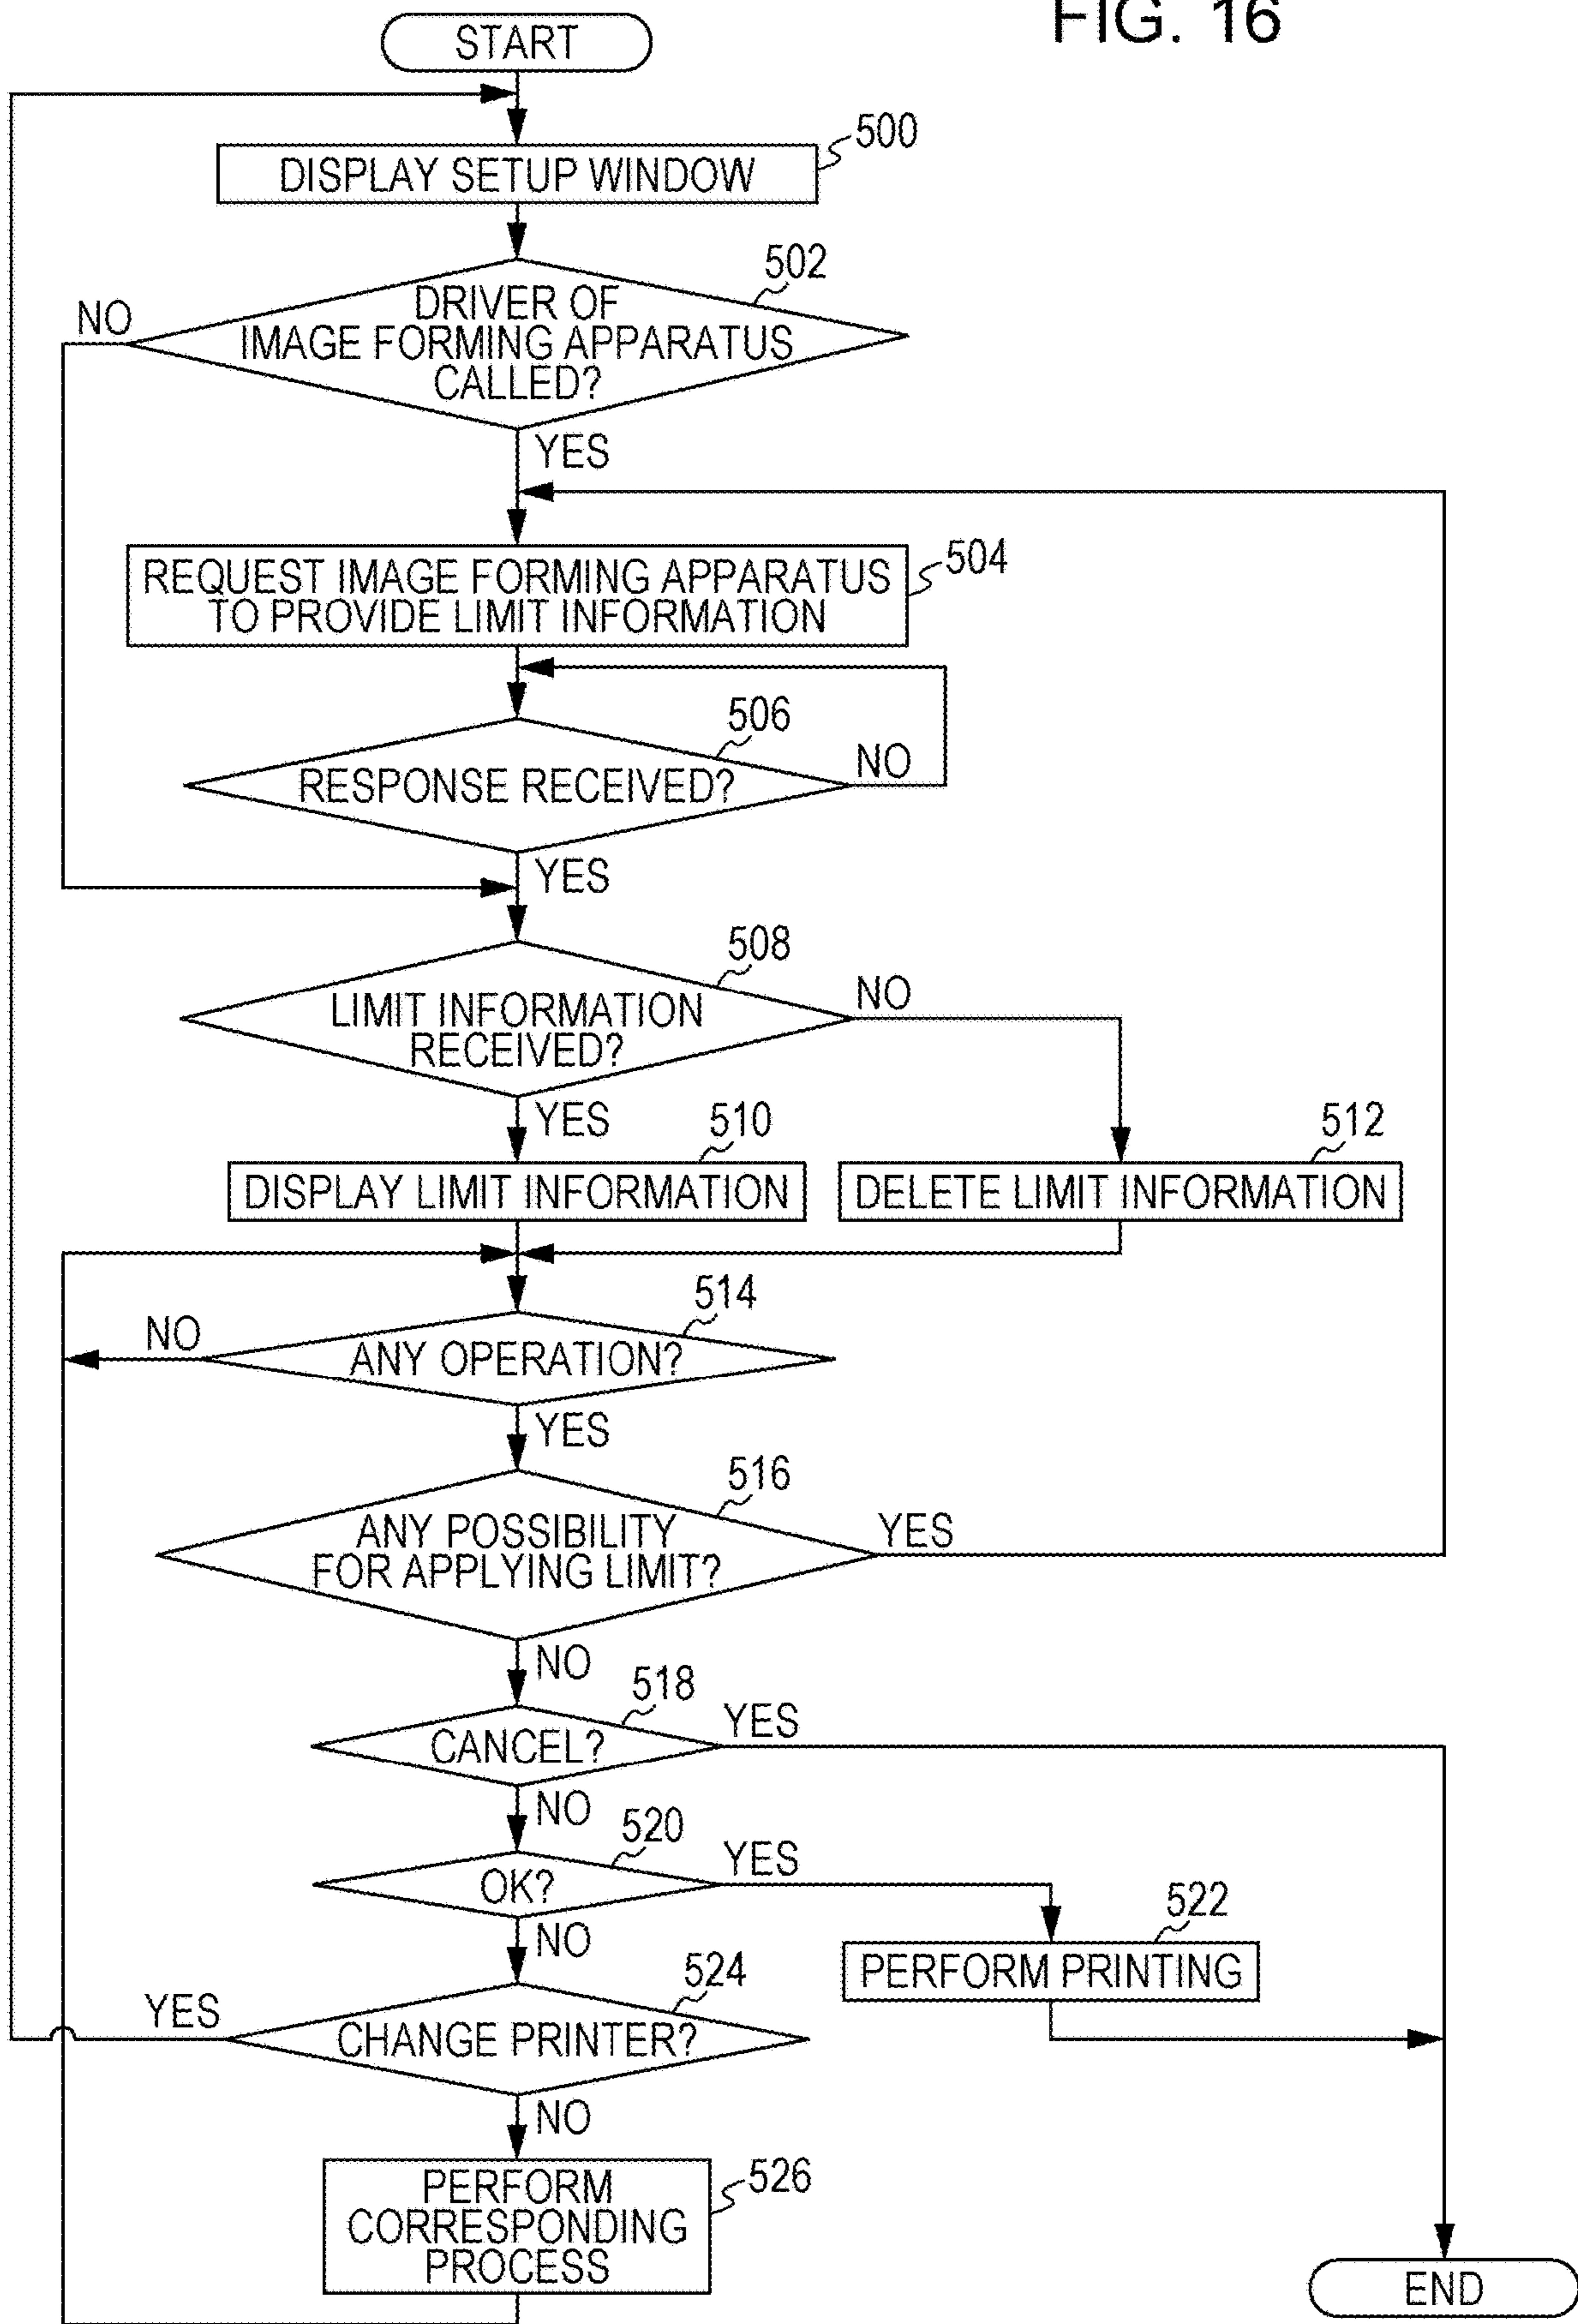 FIG. 16
START
500
DISPLAY SETUP WINDOW
502
NO
DRIVER OF
IMAGE FORMING APPARATUS
CALLED?
YES
504
REQUEST IMAGE FORMING APPARATUS
TO PROVIDE LIMIT INFORMATION
506
RESPONSE RECEIVED?
NO
YES
508
LIMIT INFORMATION
RECEIVED?
NO
YES
510
512
DISPLAY LIMIT INFORMATION
DELETE LIMIT INFORMATION
514
NO
ANY OPERATION?
YES
516
ANY POSSIBILITY
FOR APPLYING LIMIT?
YES
NO
518
CANCEL?
YES
NO
520
OK?
YES
NO
522
PERFORM PRINTING
524
YES
CHANGE PRINTER?
NO
526
PERFORM
CORRESPONDING
PROCESS
END